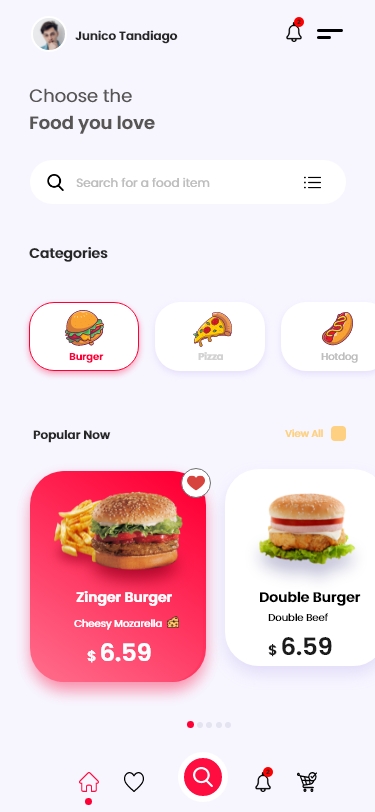 Junico Tandiago
Choose the
Food you love
Search for a food item
Categories
Burger
Pizza
Hotdog
Popular Now
View All
Zinger Burger
Cheesy Mozarella
$ 6.59
Double Burger
Double Beef
$ 6.59